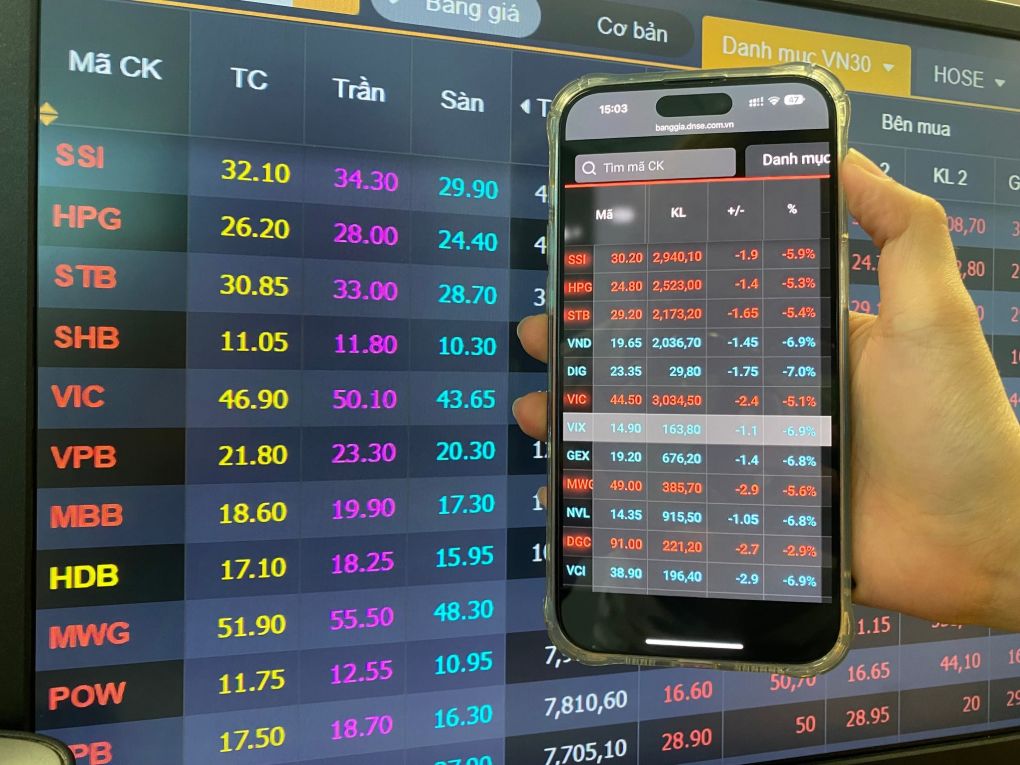 Bảng giá
Cơ bản
Danh mục VN30
HOSE
Mã CK TC Trần Sàn
Bên mua
KL 2
SSI 32.10 34.30 29.90
HPG 26.20 28.00 24.40
STB 30.85 33.00 28.70
SHB 11.05 11.80 10.30
VIC 46.90 50.10 43.65
VPB 21.80 23.30 20.30
MBB 18.60 19.90 17.30
HDB 17.10 18.25 15.95
MWG 51.90 55.50 48.30
POW 11.75 12.55 10.95
PB 17.50 18.70 16.30
1.15
7,810,60 16.60 50,70 16.65 44,10
7,705,10 28.90 50 28.95 20
15:03 47
banggia.dnse.com.vn
Tìm mã CK Danh mục
Mã KL +/- %
SSI 30.20 2,940,10 -1.9 -5.9%
HPG 24.80 2,523,00 -1.4 -5.3%
STB 29.20 2,173,20 -1.65 -5.4%
VND 19.65 2,036,70 -1.45 -6.9%
DIG 23.35 29,80 -1.75 -7.0%
VIC 44.50 3,034,50 -2.4 -5.1%
VIX 14.90 163,80 -1.1 -6.9%
GEX 19.20 676,20 -1.4 -6.8%
MWG 49.00 385,70 -2.9 -5.6%
NVL 14.35 915,50 -1.05 -6.8%
DGC 91.00 221,20 -2.7 -2.9%
VCI 38.90 196,40 -2.9 -6.9%